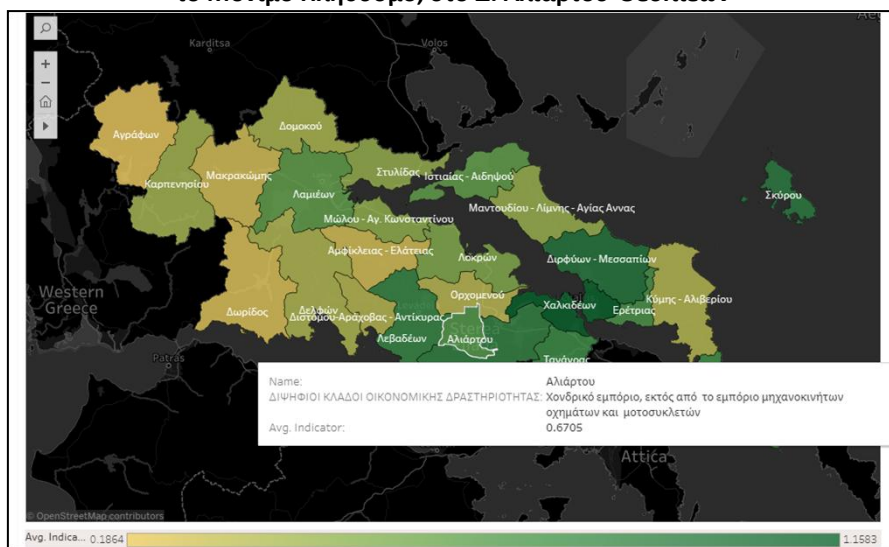 Karditsa
Volos
Αγράφων
Δομοκού
Καρπενησίου
Μακρακώμης
Στυλίδας
Ιστιαίας - Αιδηψού
Λαμιέων
Σκύρου
Μαντουδίου - Λίμνης - Αγίας Άννας
Μώλου - Αγ. Κωνσταντίνου
Αμφίκλειας - Ελάτειας
Λοκρών
Διρφύων - Μεσσαπίων
Western
Greece
Δωρίδος
Δελφών
Ορχομενού
Χαλκιδέων
Κύμης - Αλιβερίου
Ερέτριας
Διστόμου-Αράχοβας - Αντίκυρας
Λεβαδέων
Αλιάρτου
Τανάγρας
Patras
Name: Αλιάρτου
ΔΙΨΗΦΙΟΙ ΚΛΑΔΟΙ ΟΙΚΟΝΟΜΙΚΗΣ ΔΡΑΣΤΗΡΙΟΤΗΤΑΣ: Χονδρικό εμπόριο, εκτός από το εμπόριο μηχανοκινήτων
οχημάτων και μοτοσυκλετών
Avg. Indicator: 0.6705
Attica
© OpenStreetMap contributors
Avg. Indica... 0.1864 1.1583